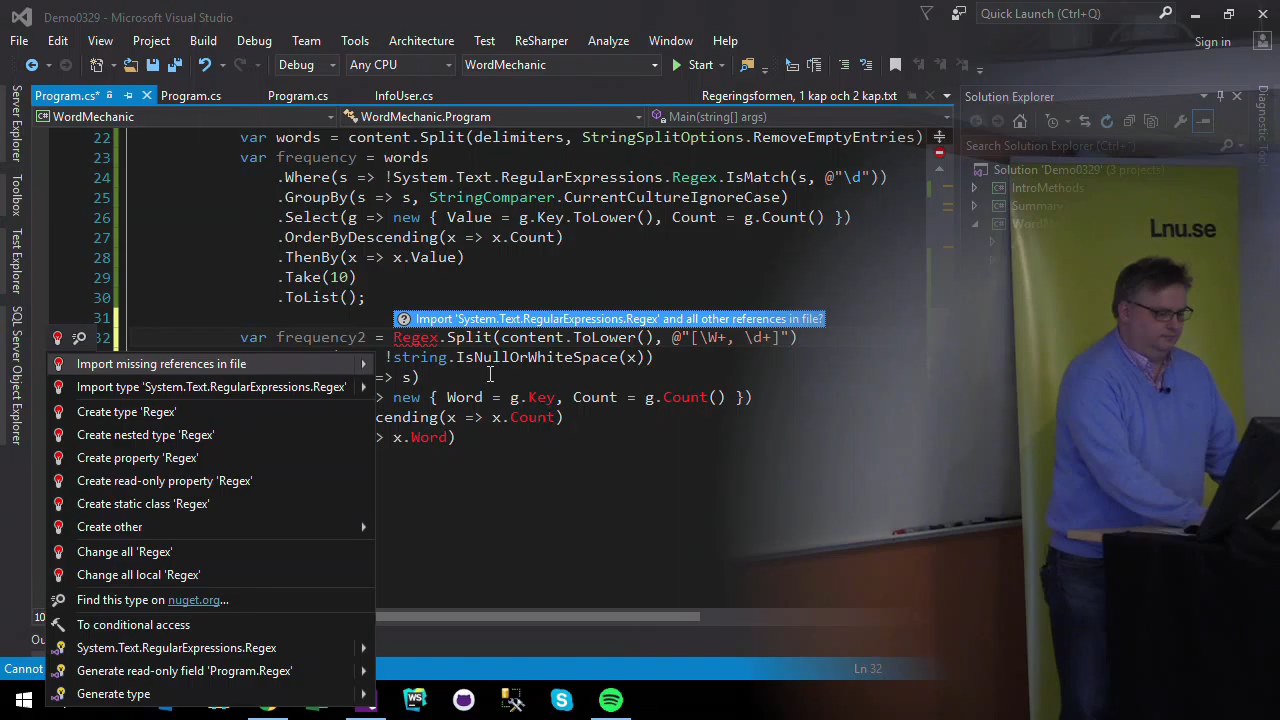 Demo0329 - Microsoft Visual Studio
Quick Launch (Ctrl+Q)
File Edit View Project Build Debug Team Tools Architecture Test ReSharper Analyze Window Help
Sign in
Debug Any CPU WordMechanic Start
Program.cs* Program.cs Program.cs InfoUser.cs Regeringsformen, 1 kap och 2 kap.txt
Solution Explorer
WordMechanic WordMechanic.Program Main(string[] args)
Search Solution Explorer (Ctrl+
Solution 'Demo0329' (3 projects)
IntroMethods
Summary
Server Explorer
Toolbox
Test Explorer
SQL Server Object Explorer
Lnu.se
22 var words = content.Split(delimiters, StringSplitOptions.RemoveEmptyEntries)
23 var frequency = words
24 .Where(s => !System.Text.RegularExpressions.Regex.IsMatch(s, @"\d"))
25 .GroupBy(s => s, StringComparer.CurrentCultureIgnoreCase)
26 .Select(g => new { Value = g.Key.ToLower(), Count = g.Count() })
27 .OrderByDescending(x => x.Count)
28 .ThenBy(x => x.Value)
29 .Take(10)
30 .ToList();
31
Import 'System.Text.RegularExpressions.Regex' and all other references in file?
32 var frequency2 = Regex.Split(content.ToLower(), @"[\W+, \d+]")
!string.IsNullOrWhiteSpace(x))
=> s)
> new { Word = g.Key, Count = g.Count() })
cending(x => x.Count)
> x.Word)
Import missing references in file
Import type 'System.Text.RegularExpressions.Regex'
Create type 'Regex'
Create nested type 'Regex'
Create property 'Regex'
Create read-only property 'Regex'
Create static class 'Regex'
Create other
Change all 'Regex'
Change all local 'Regex'
Find this type on nuget.org...
To conditional access
System.Text.RegularExpressions.Regex
Generate read-only field 'Program.Regex'
Generate type
10
Ou
Cannot
Ln 32